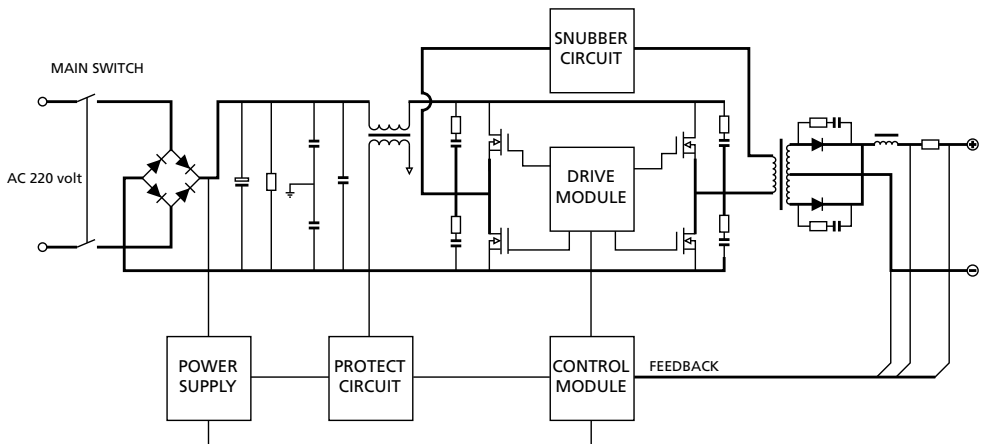 SNUBBER
CIRCUIT
MAIN SWITCH
AC 220 volt
DRIVE
MODULE
POWER
SUPPLY
PROTECT
CIRCUIT
CONTROL
MODULE
FEEDBACK